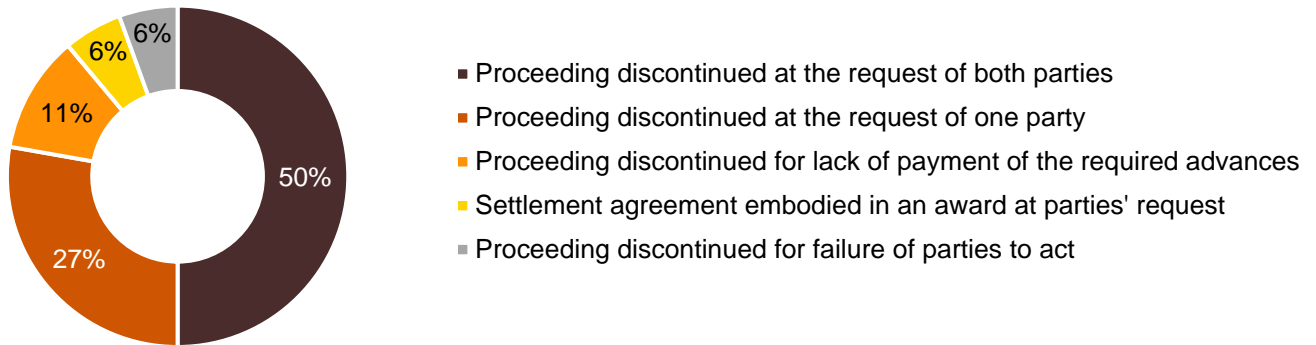 6%
6%
11%
50%
27%
Proceeding discontinued at the request of both parties
Proceeding discontinued at the request of one party
Proceeding discontinued for lack of payment of the required advances
Settlement agreement embodied in an award at parties' request
Proceeding discontinued for failure of parties to act